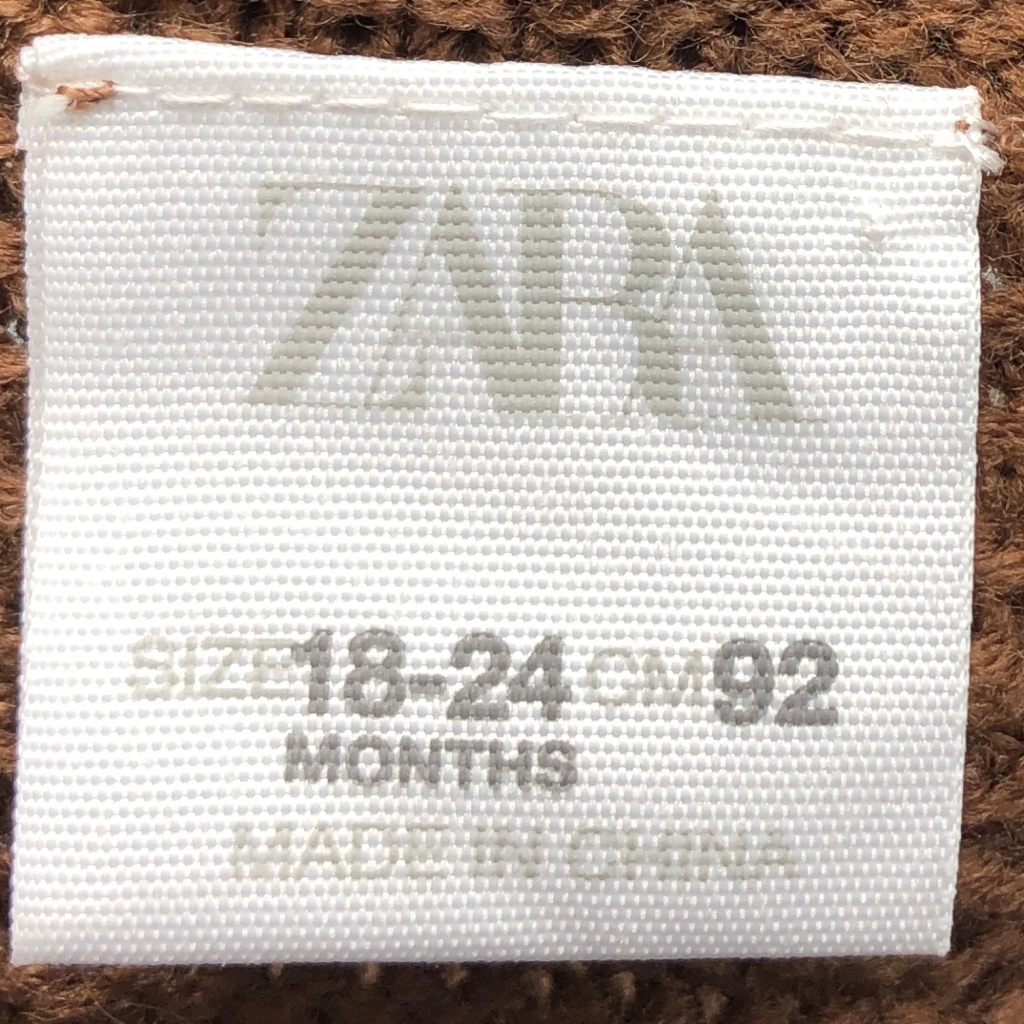 ZARA
SIZE 18-24 CM 92
MONTHS
MADE IN CHINA